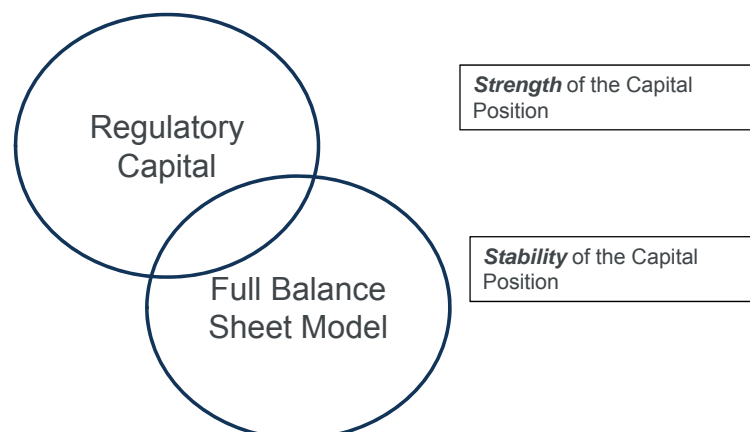 Regulatory
Capital
Strength of the Capital
Position
Full Balance
Sheet Model
Stability of the Capital
Position